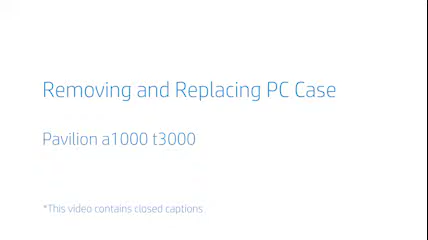 Removing and Replacing PC Case
Pavilion a1000 t3000
*This video contains closed captions